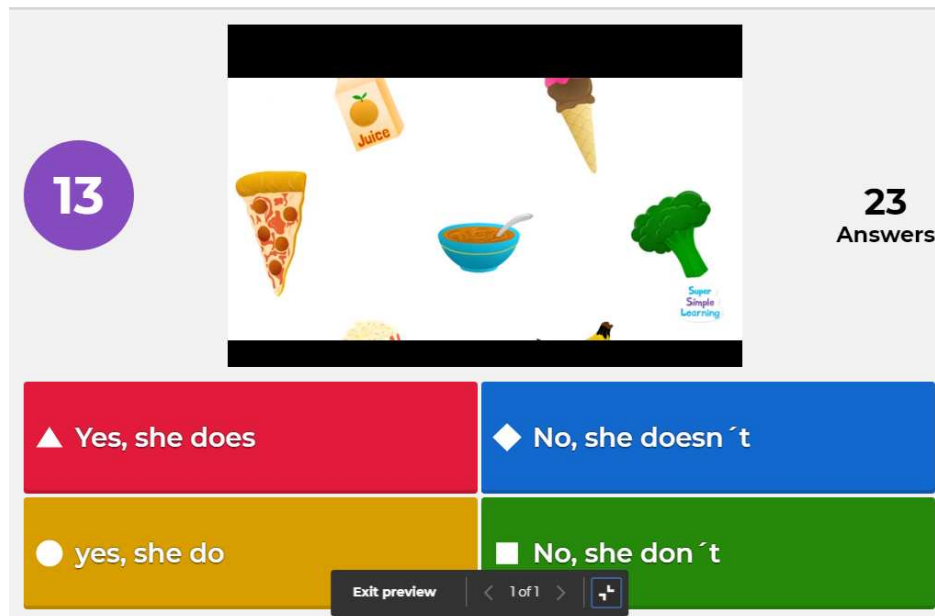 Juice
13
23
Answers
Super
Simple
Learning
Yes, she does
No, she doesn´t
yes, she do
No, she don´t
Exit preview
1 of 1